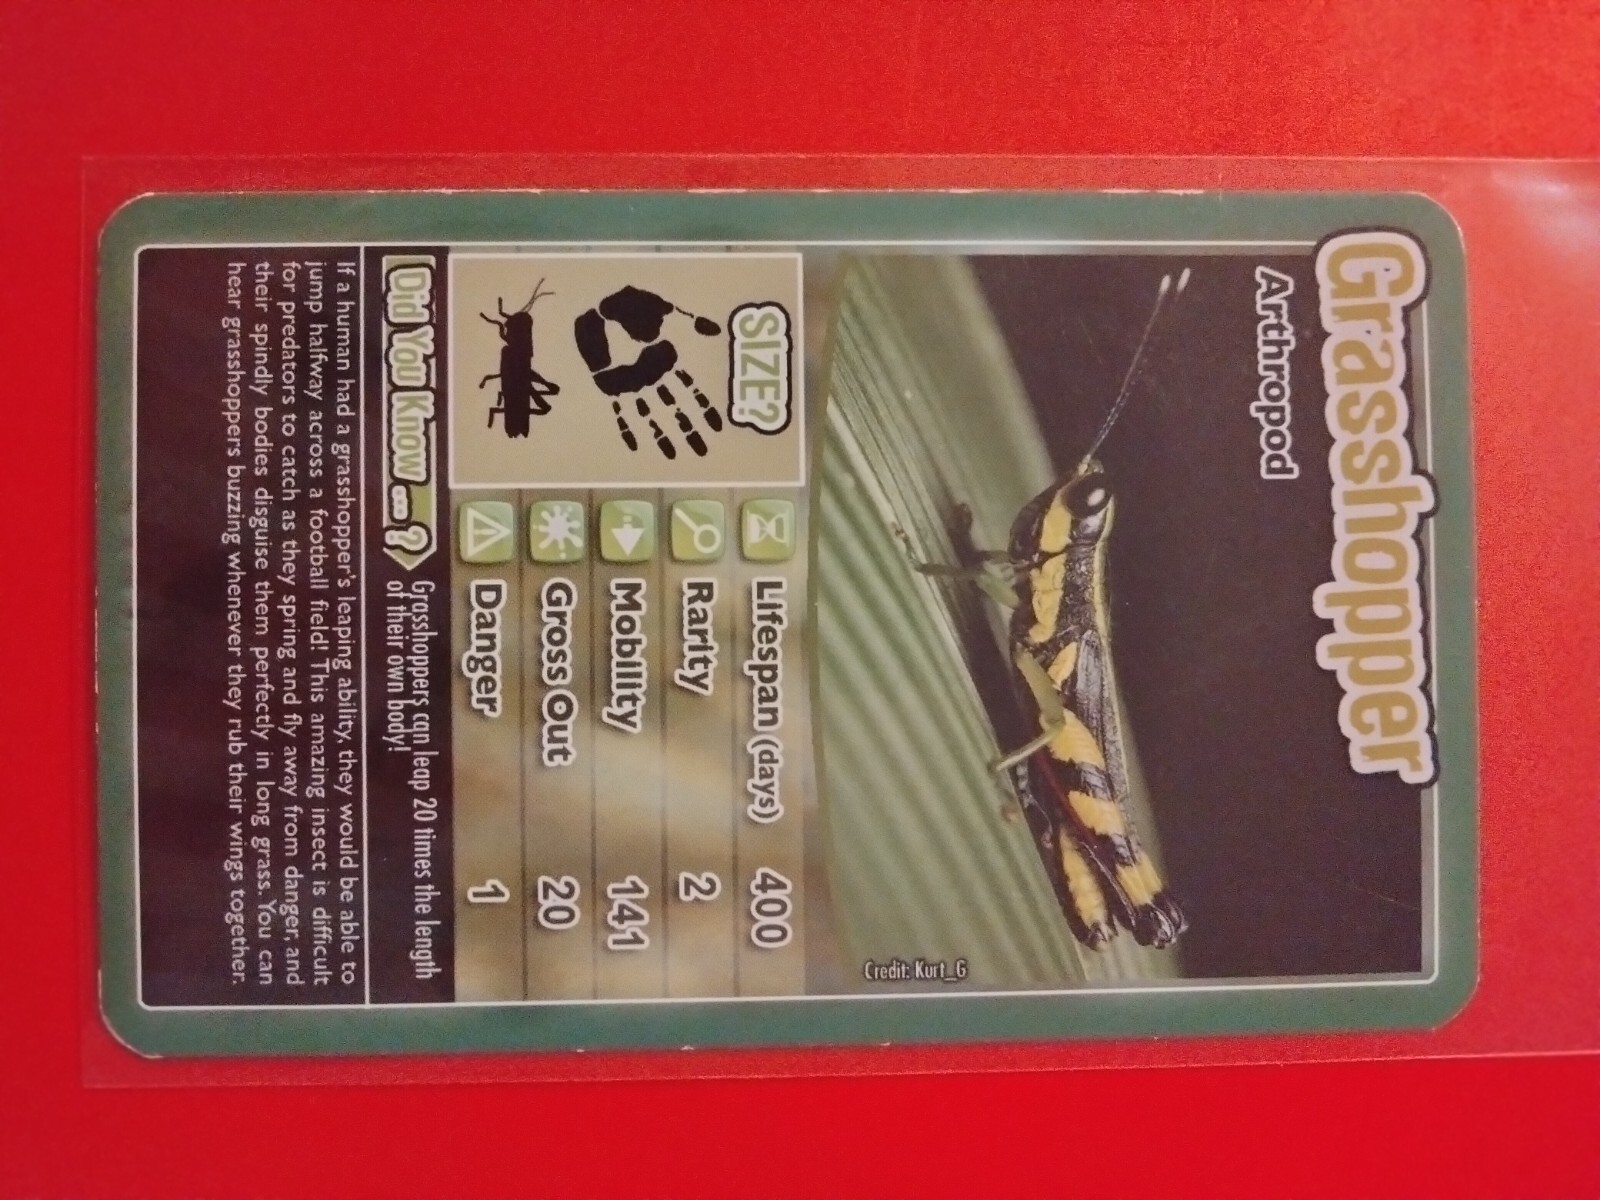 Grasshopper
Arthropod
Credit: Kurt_G
SIZE?
Lifespan (days) 400
Rarity 2
Mobility 141
Gross Out 20
Danger 1
Did You Know ... ?
Grasshoppers can leap 20 times the length
of their own body!
If a human had a grasshopper's leaping ability, they would be able to
jump halfway across a football field! This amazing insect is difficult
for predators to catch as they spring and fly away from danger, and
their spindly bodies disguise them perfectly in long grass. You can
hear grasshoppers buzzing whenever they rub their wings together.